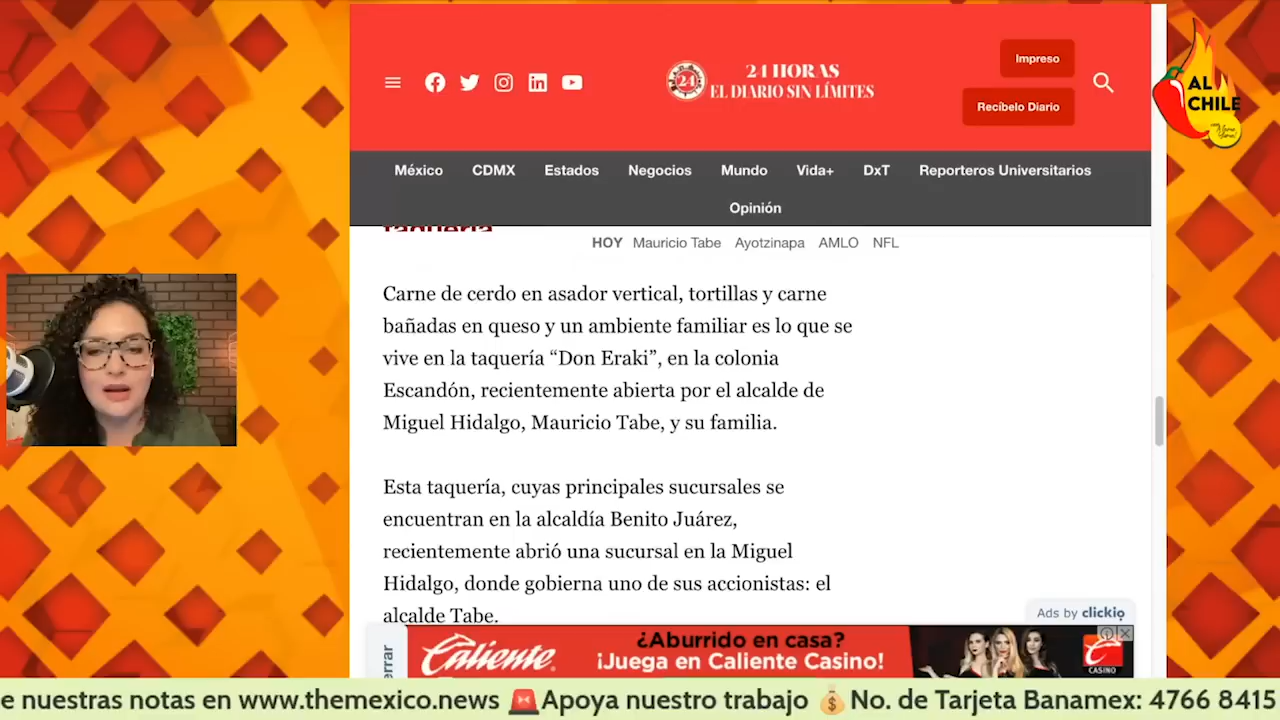 24 HORAS
EL DIARIO SIN LÍMITES
24
Impreso
Recíbelo Diario
AL
CHILE
México CDMX Estados Negocios Mundo Vida+ DxT Reporteros Universitarios
Opinión
taquería
HOY Mauricio Tabe Ayotzinapa AMLO NFL
Carne de cerdo en asador vertical, tortillas y carne
bañadas en queso y un ambiente familiar es lo que se
vive en la taquería “Don Eraki”, en la colonia
Escandón, recientemente abierta por el alcalde de
Miguel Hidalgo, Mauricio Tabe, y su familia.
Esta taquería, cuyas principales sucursales se
encuentran en la alcaldía Benito Juárez,
recientemente abrió una sucursal en la Miguel
Hidalgo, donde gobierna uno de sus accionistas: el
alcalde Tabe.
Ads by clickio
errar
Caliente
¿Aburrido en casa?
¡Juega en Caliente Casino!
CASINO
e nuestras notas en www.themexico.news 🚨Apoya nuestro trabajo 💰No. de Tarjeta Banamex: 4766 8415